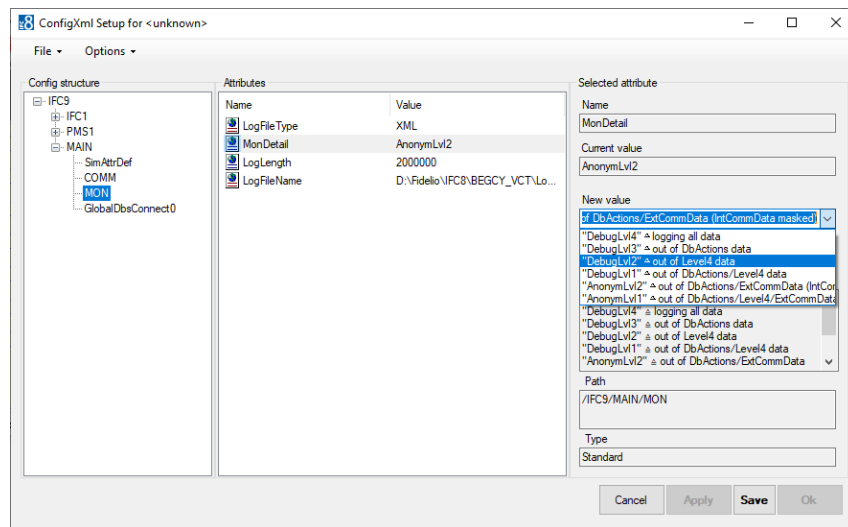 ConfigXml Setup for <unknown>
File Options
Config structure
IFC9
IFC1
PMS1
MAIN
SimAttrDef
COMM
MON
GlobalDbsConnect0
Attributes
Name Value
LogFileType XML
MonDetail AnonymLvl2
LogLength 2000000
LogFileName D:\Fidelio\IFC8\BEGCY_VCT\Lo...
Selected attribute
Name
MonDetail
Current value
AnonymLvl2
New value
of DbActions/ExtCommData (IntCommData masked)
"DebugLvl4" ≙ logging all data
"DebugLvl3" ≙ out of DbActions data
"DebugLvl2" ≙ out of Level4 data
"DebugLvl1" ≙ out of DbActions/Level4 data
"AnonymLvl2" ≙ out of DbActions/ExtCommData (IntCom
"AnonymLvl1" ≙ out of DbActions/Level4/ExtCommData
"DebugLvl4" ≙ logging all data
"DebugLvl3" ≙ out of DbActions data
"DebugLvl2" ≙ out of Level4 data
"DebugLvl1" ≙ out of DbActions/Level4 data
"AnonymLvl2" ≙ out of DbActions/ExtCommData
Path
/IFC9/MAIN/MON
Type
Standard
Cancel Apply Save Ok